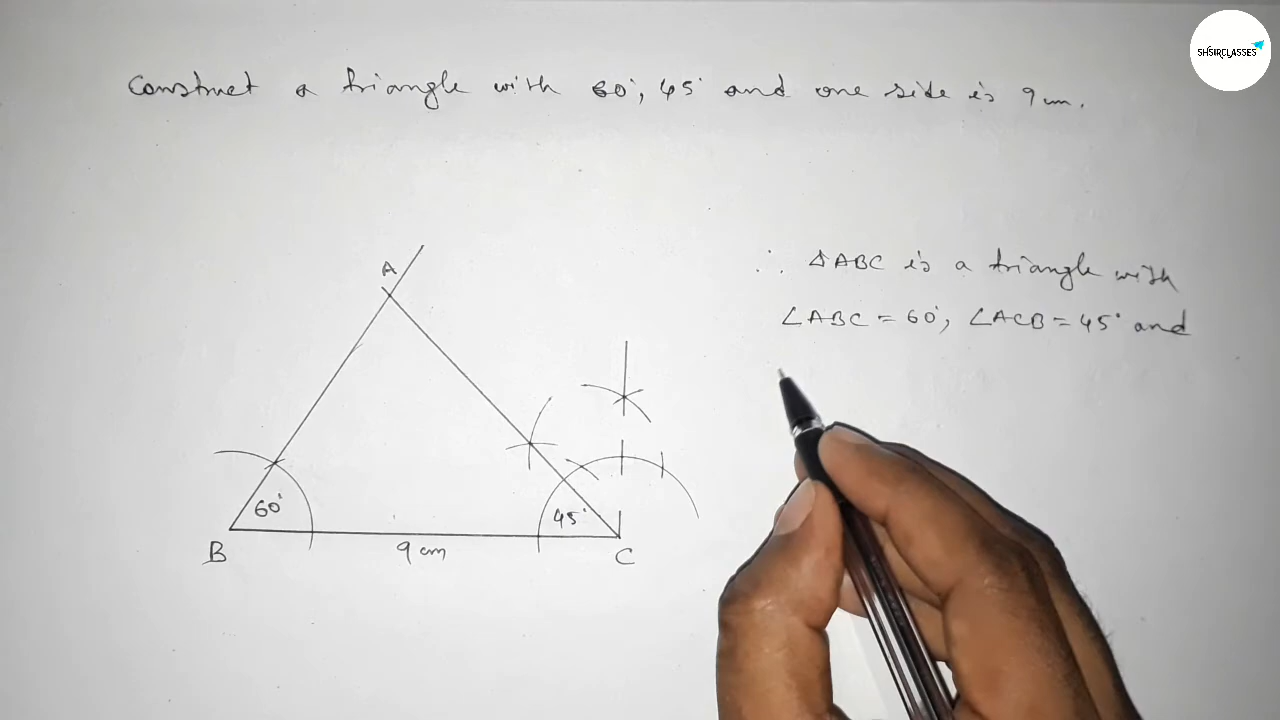 SHSIRCLASSES
Construct a triangle with 60°, 45° and one side is 9 cm.
∴ △ABC is a triangle with
∠ABC = 60°, ∠ACB = 45° and
A
60°
45°
B
9 cm
C